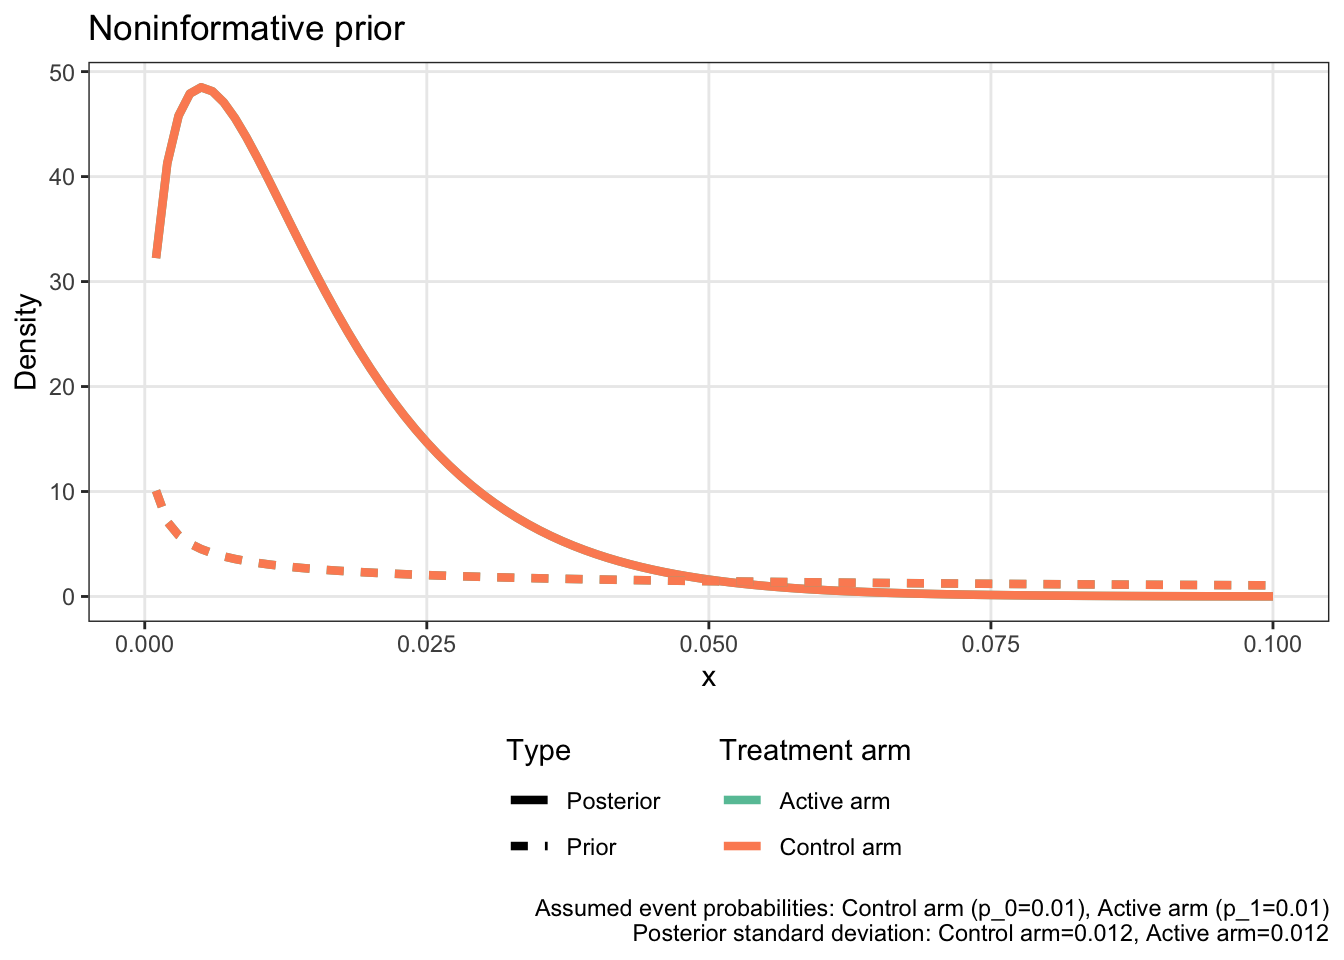 Noninformative prior
50
40
30
20
10
0
Density
0.000 0.025 0.050 0.075 0.100
x
Type Treatment arm
Posterior Active arm
Prior Control arm
Assumed event probabilities: Control arm (p_0=0.01), Active arm (p_1=0.01)
Posterior standard deviation: Control arm=0.012, Active arm=0.012